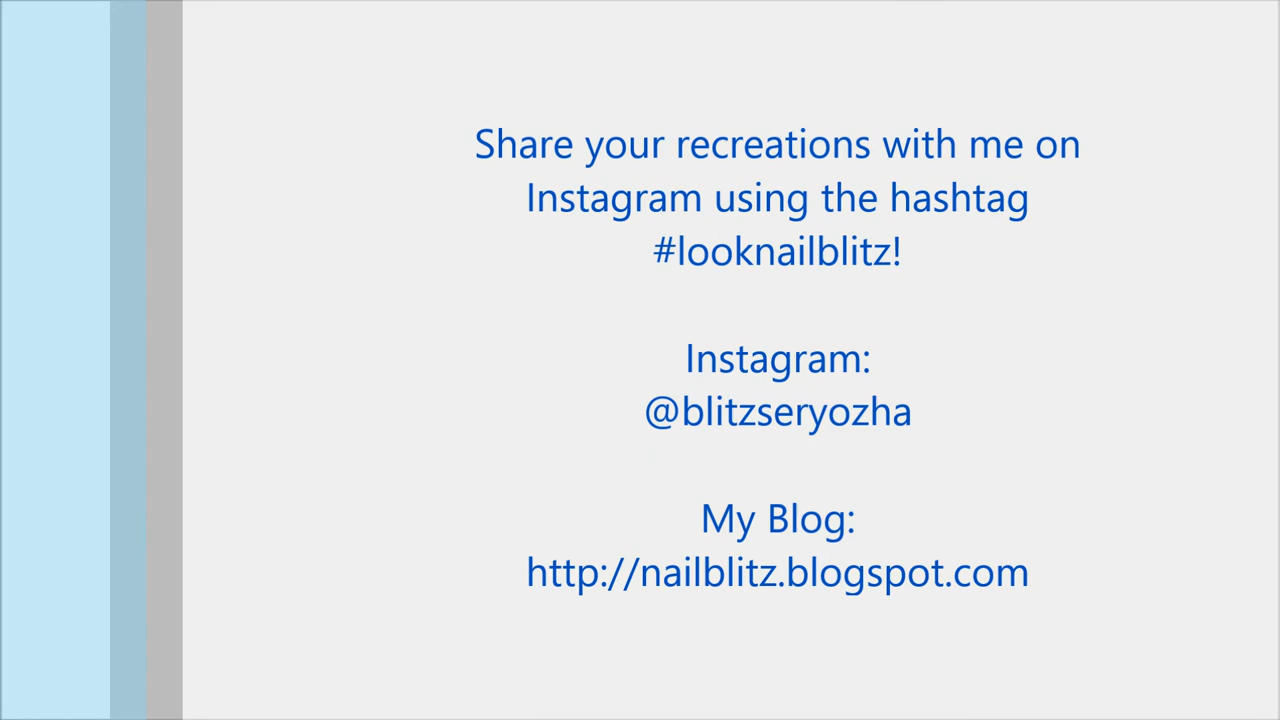 Share your recreations with me on
Instagram using the hashtag
#looknailblitz!
Instagram:
@blitzseryozha
My Blog:
http://nailblitz.blogspot.com